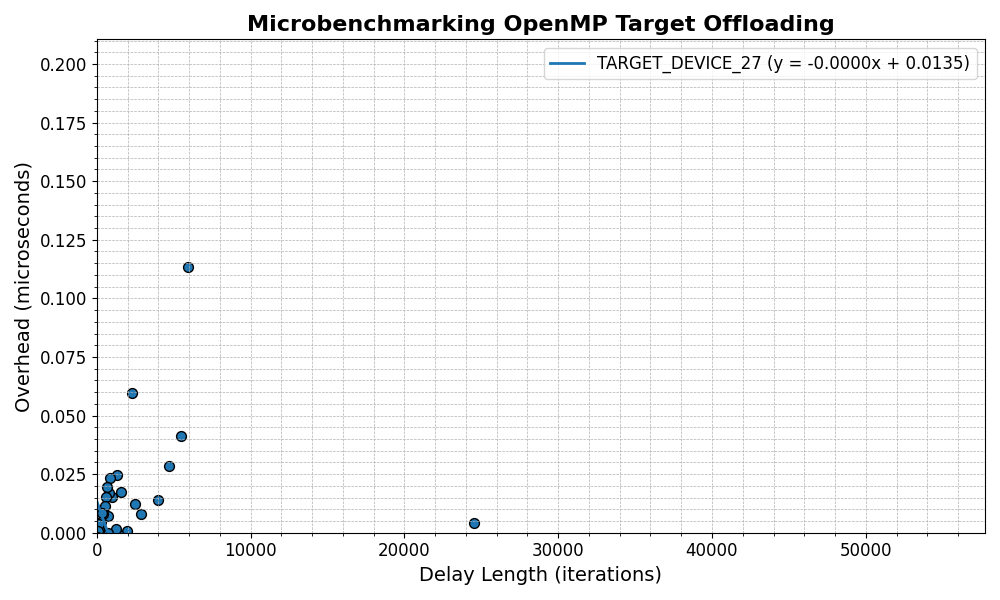 Microbenchmarking OpenMP Target Offloading
TARGET_DEVICE_27 (y = -0.0000x + 0.0135)
Overhead (microseconds)
0.200
0.175
0.150
0.125
0.100
0.075
0.050
0.025
0.000
0 10000 20000 30000 40000 50000
Delay Length (iterations)